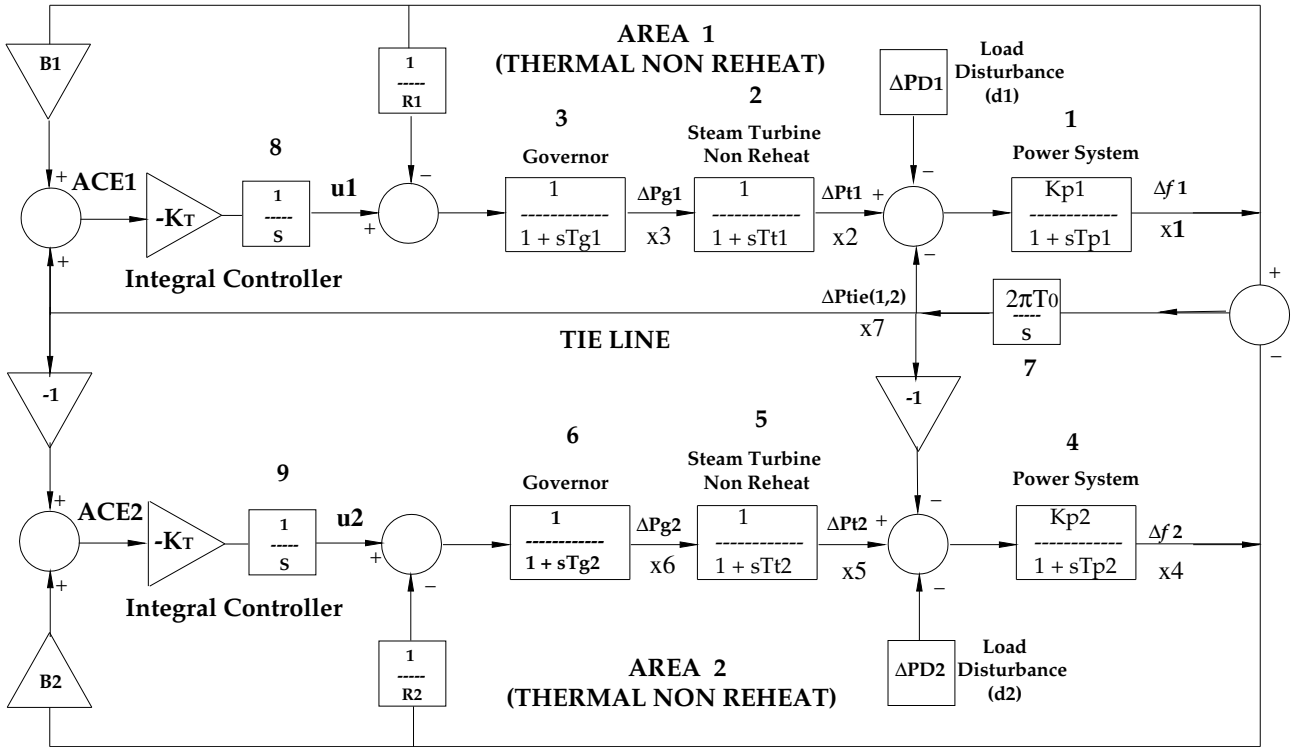 AREA 1
(THERMAL NON REHEAT)
B1
1
-----
R1
Load
Disturbance
(d1)
ΔPD1
3
Governor
2
Steam Turbine
Non Reheat
1
Power System
8
ACE1
-KT
1
-----
s
u1
Integral Controller
1
------------
1 + sTg1
ΔPg1
x3
1
------------
1 + sTt1
ΔPt1
x2
Kp1
------------
1 + sTp1
Δf 1
x1
+
+
+
−
−
+
−
+
−
ΔPtie(1,2)
x7
2πT0
-----
s
7
TIE LINE
-1
-1
6
Governor
5
Steam Turbine
Non Reheat
4
Power System
9
ACE2
-KT
1
-----
s
u2
Integral Controller
1
------------
1 + sTg2
ΔPg2
x6
1
------------
1 + sTt2
ΔPt2
x5
Kp2
------------
1 + sTp2
Δf 2
x4
+
+
+
−
−
+
−
B2
1
-----
R2
AREA 2
(THERMAL NON REHEAT)
ΔPD2
Load
Disturbance
(d2)